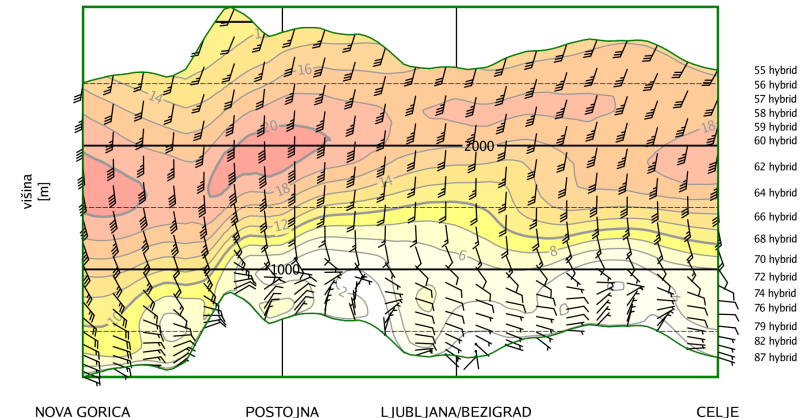 višina
[m]
14
1
16
20
18
12
14
10
2
6
8
18
2000
1000
55 hybrid
56 hybrid
57 hybrid
58 hybrid
59 hybrid
60 hybrid
62 hybrid
64 hybrid
66 hybrid
68 hybrid
70 hybrid
72 hybrid
74 hybrid
76 hybrid
79 hybrid
82 hybrid
87 hybrid
NOVA GORICA POSTOJNA LJUBLJANA/BEZIGRAD CELJE